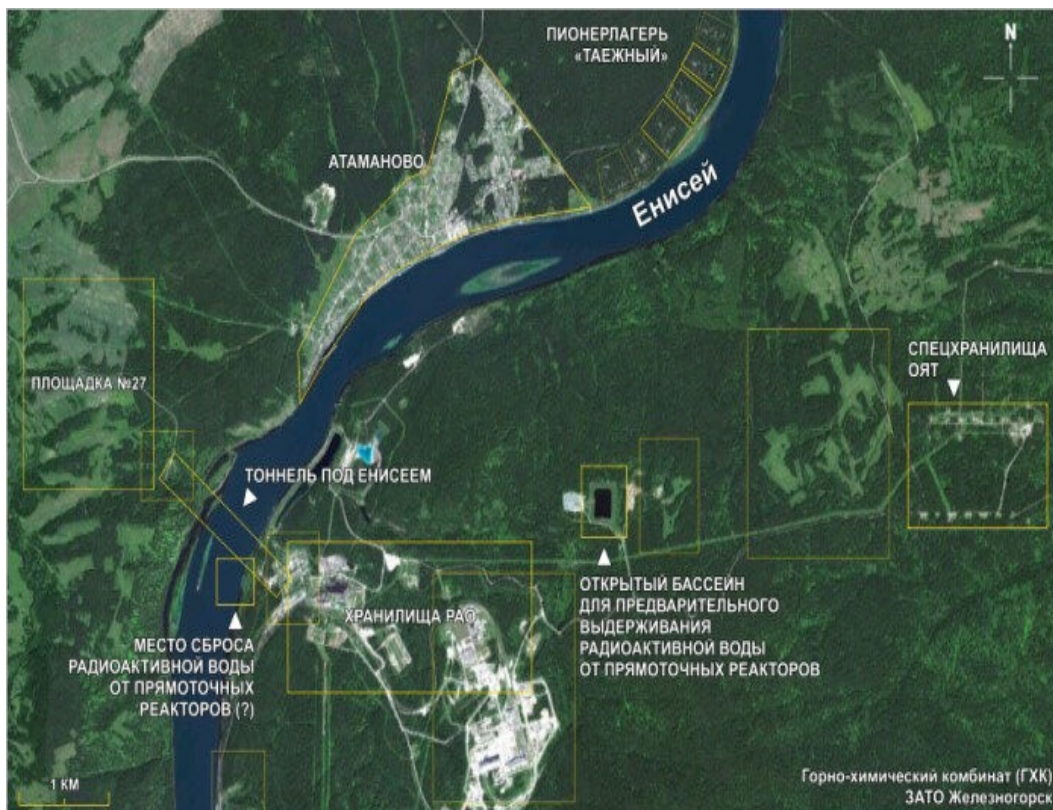 ПИОНЕРЛАГЕРЬ
«ТАЕЖНЫЙ»
N
АТАМАНОВО
Енисей
СПЕЦХРАНИЛИЩА
ОЯТ
ПЛОЩАДКА №27
ТОННЕЛЬ ПОД ЕНИСЕЕМ
ХРАНИЛИЩА РАО
ОТКРЫТЫЙ БАССЕЙН
ДЛЯ ПРЕДВАРИТЕЛЬНОГО
ВЫДЕРЖИВАНИЯ
РАДИОАКТИВНОЙ ВОДЫ
ОТ ПРЯМОТОЧНЫХ РЕАКТОРОВ
МЕСТО СБРОСА
РАДИОАКТИВНОЙ ВОДЫ
ОТ ПРЯМОТОЧНЫХ
РЕАКТОРОВ (?)
1 КМ
Горно-химический комбинат (ГХК)
ЗАТО Железногорск